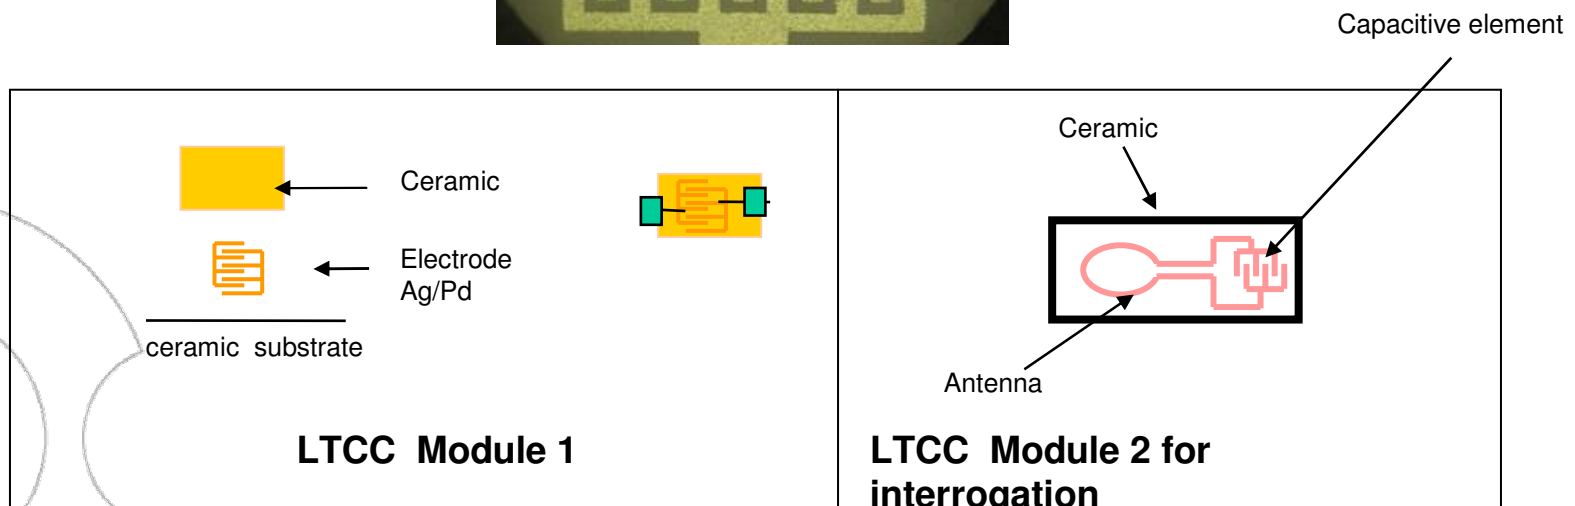 Capacitive element
Ceramic
Electrode
Ag/Pd
ceramic substrate
LTCC Module 1
Ceramic
Antenna
LTCC Module 2 for
interrogation